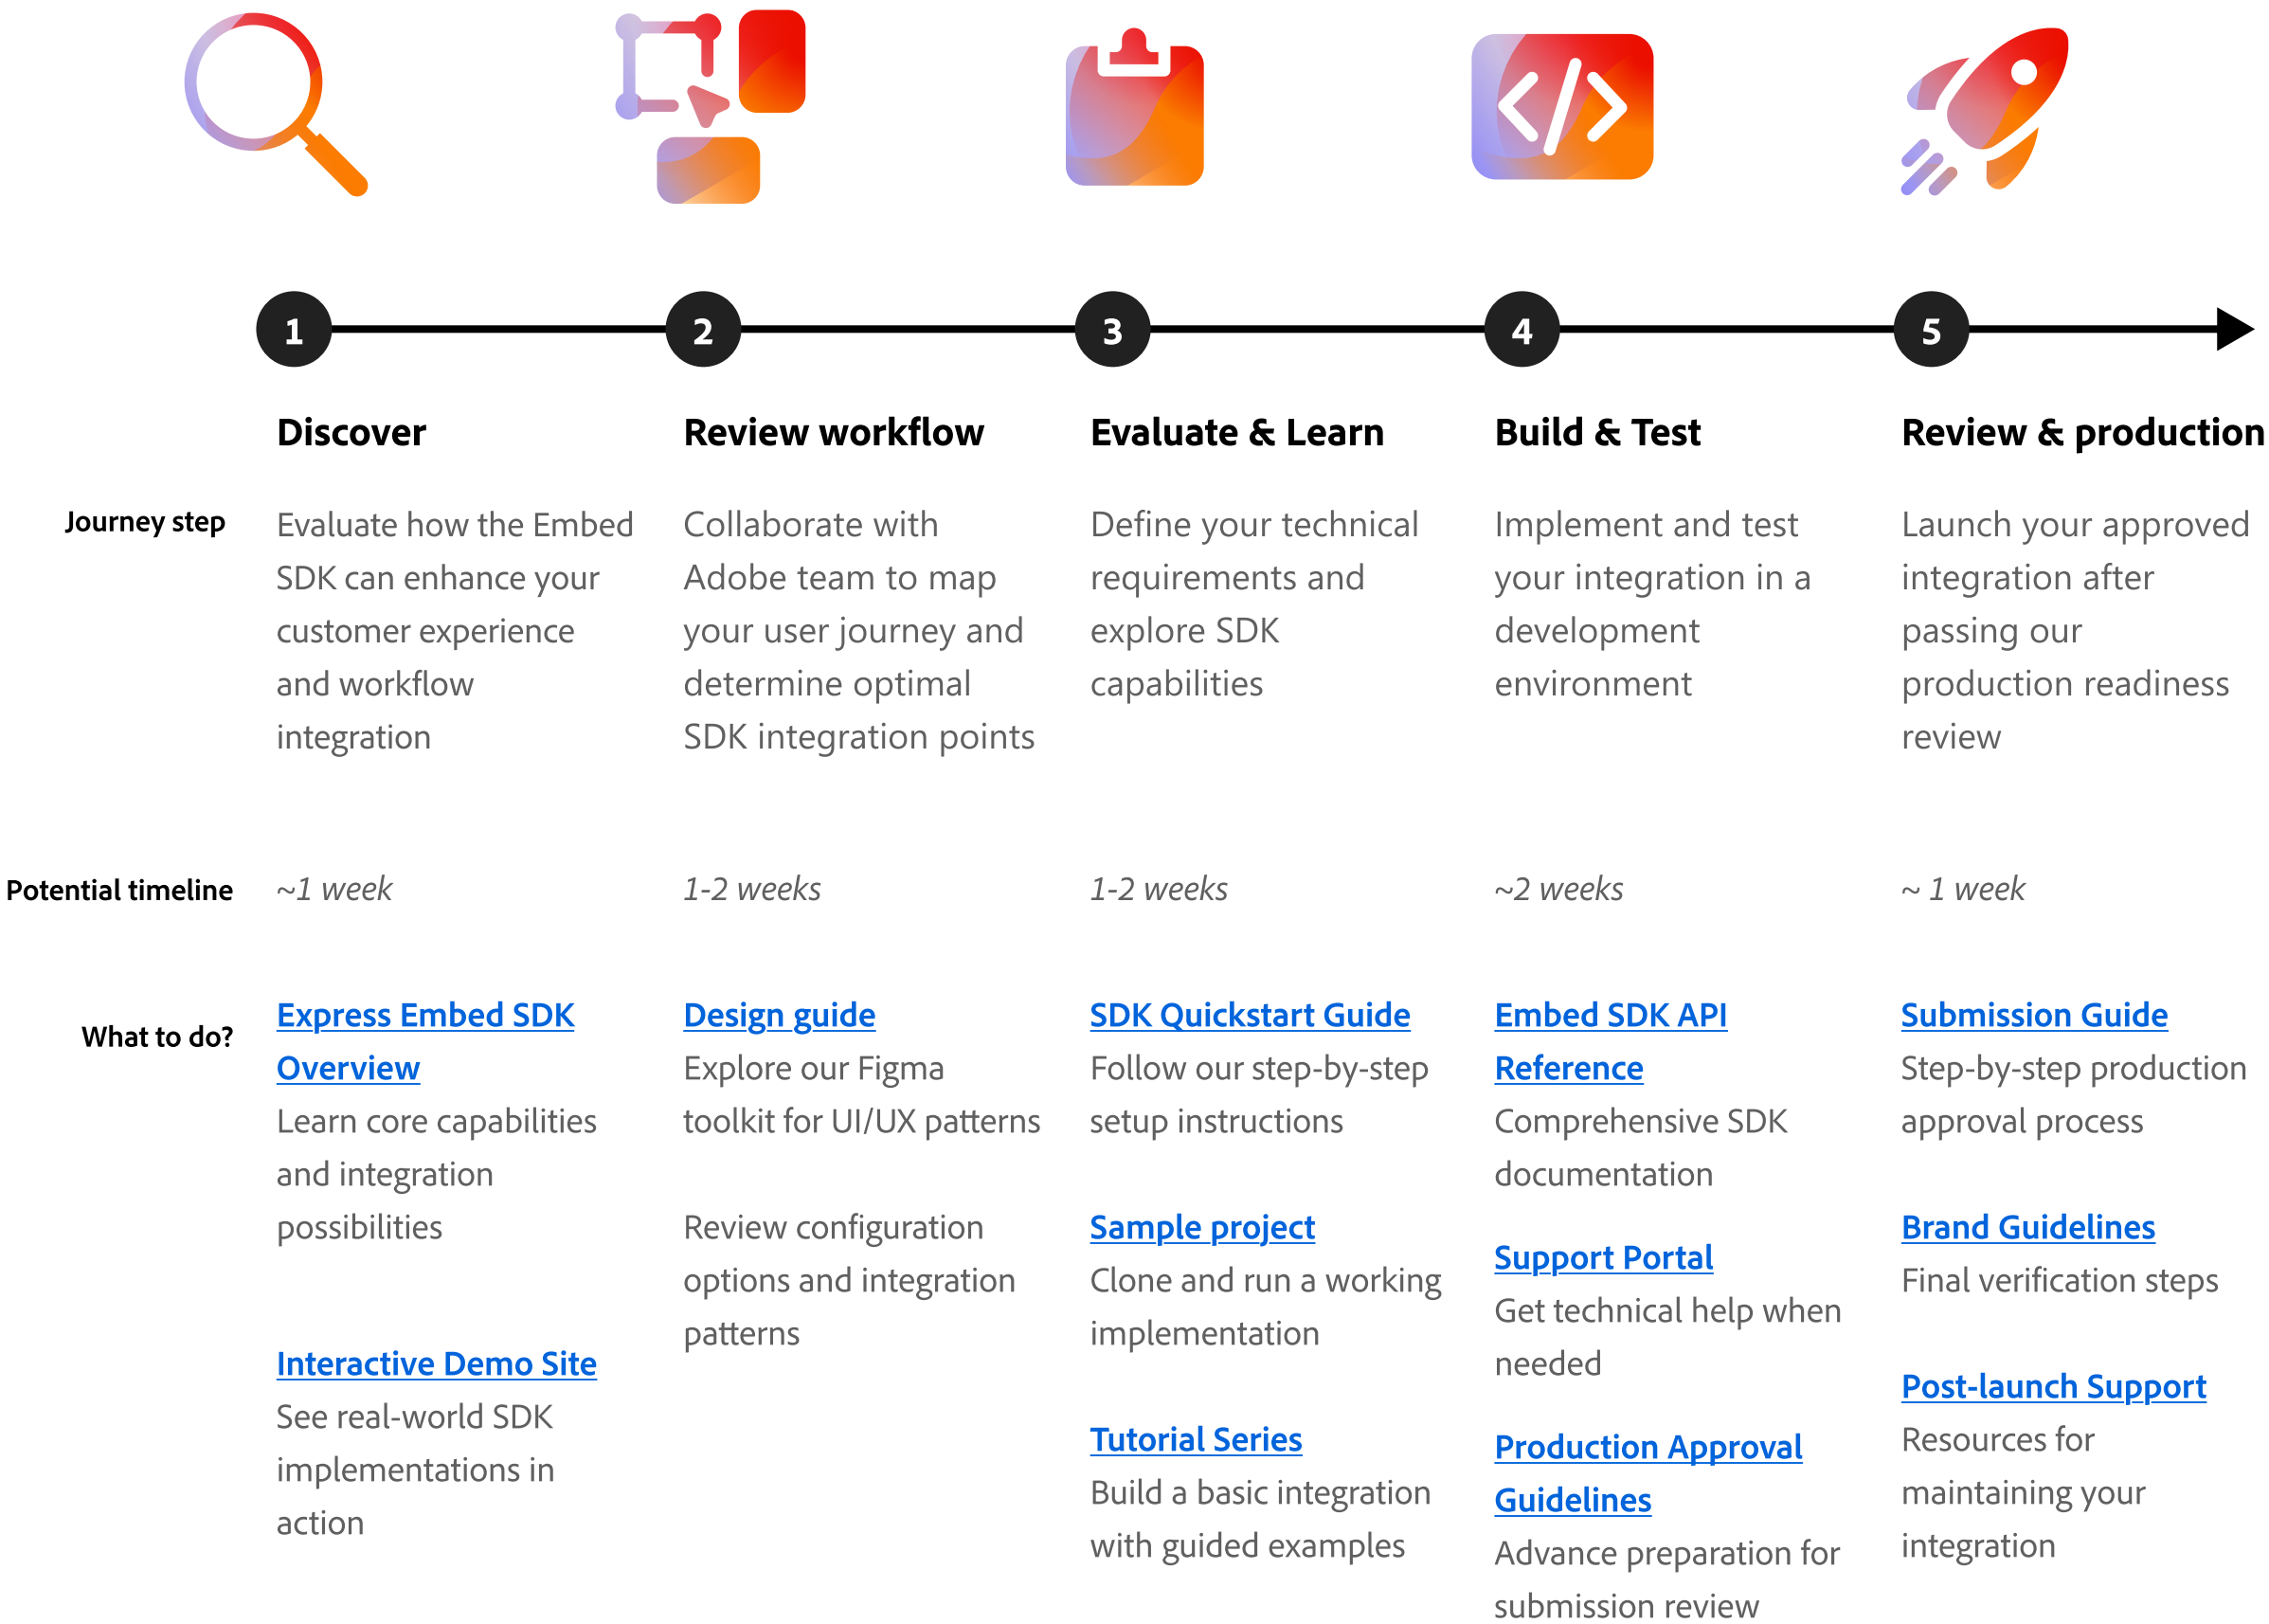 1
2
3
4
5
Discover
Review workflow
Evaluate & Learn
Build & Test
Review & production
Journey step
Evaluate how the Embed
SDK can enhance your
customer experience
and workflow
integration
Collaborate with
Adobe team to map
your user journey and
determine optimal
SDK integration points
Define your technical
requirements and
explore SDK
capabilities
Implement and test
your integration in a
development
environment
Launch your approved
integration after
passing our
production readiness
review
Potential timeline
~1 week
1-2 weeks
1-2 weeks
~2 weeks
~ 1 week
What to do?
Express Embed SDK
Overview
Learn core capabilities
and integration
possibilities
Interactive Demo Site
See real-world SDK
implementations in
action
Design guide
Explore our Figma
toolkit for UI/UX patterns
Review configuration
options and integration
patterns
SDK Quickstart Guide
Follow our step-by-step
setup instructions
Sample project
Clone and run a working
implementation
Tutorial Series
Build a basic integration
with guided examples
Embed SDK API
Reference
Comprehensive SDK
documentation
Support Portal
Get technical help when
needed
Production Approval
Guidelines
Advance preparation for
submission review
Submission Guide
Step-by-step production
approval process
Brand Guidelines
Final verification steps
Post-launch Support
Resources for
maintaining your
integration